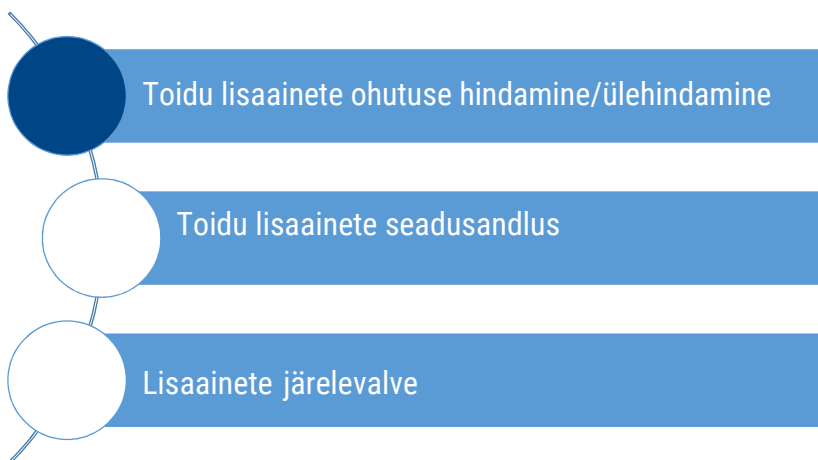 Toidu lisaainete ohutuse hindamine/ülehindamine
Toidu lisaainete seadusandlus
Lisaainete järelevalve